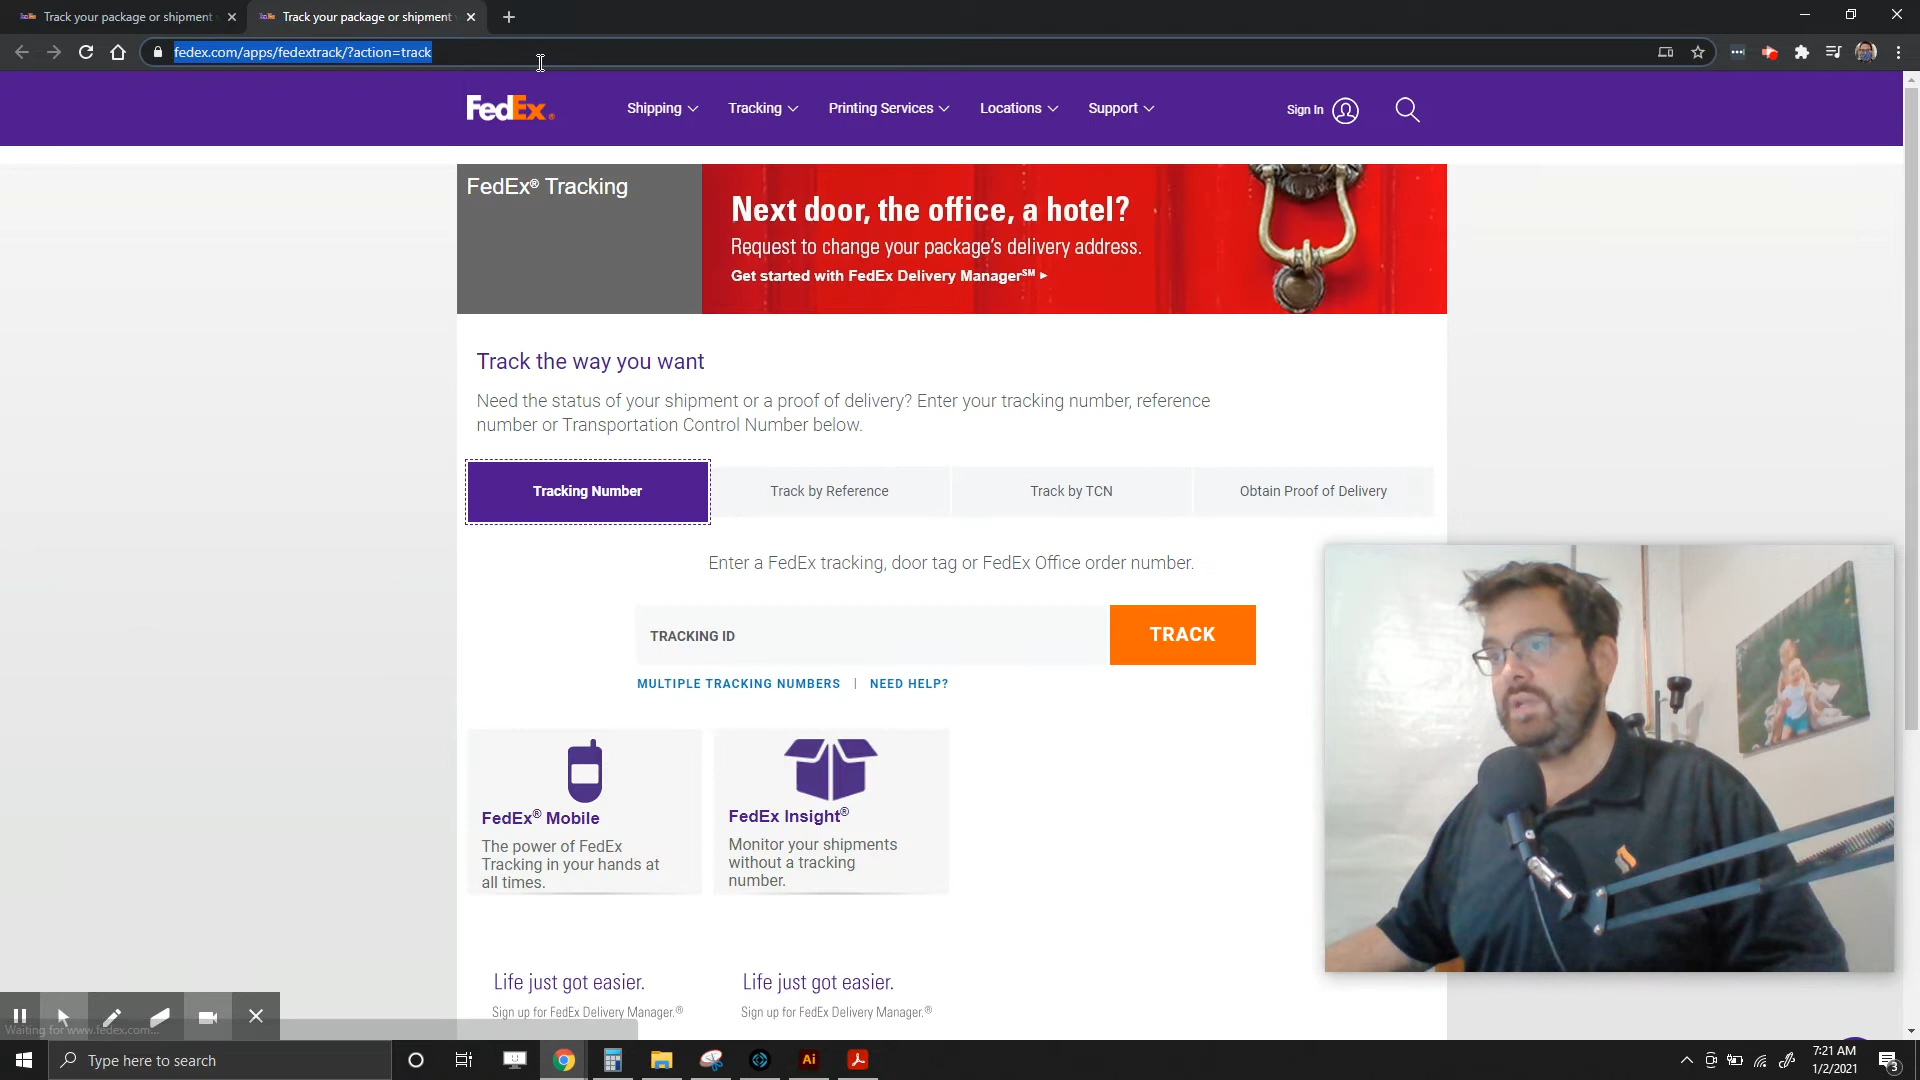 Track your package or shipment
Track your package or shipment
fedex.com/apps/fedextrack/?action=track
FedEx®
Shipping
Tracking
Printing Services
Locations
Support
Sign In
FedEx® Tracking
Next door, the office, a hotel?
Request to change your package's delivery address.
Get started with FedEx Delivery Manager℠ ▸
Track the way you want
Need the status of your shipment or a proof of delivery? Enter your tracking number, reference
number or Transportation Control Number below.
Tracking Number
Track by Reference
Track by TCN
Obtain Proof of Delivery
Enter a FedEx tracking, door tag or FedEx Office order number.
TRACKING ID
TRACK
MULTIPLE TRACKING NUMBERS | NEED HELP?
FedEx® Mobile
The power of FedEx
Tracking in your hands at
all times.
FedEx Insight®
Monitor your shipments
without a tracking
number.
Life just got easier.
Sign up for FedEx Delivery Manager.®
Life just got easier.
Sign up for FedEx Delivery Manager.®
Waiting for www.fedex.com...
Type here to search
Ai
7:21 AM
1/2/2021
3